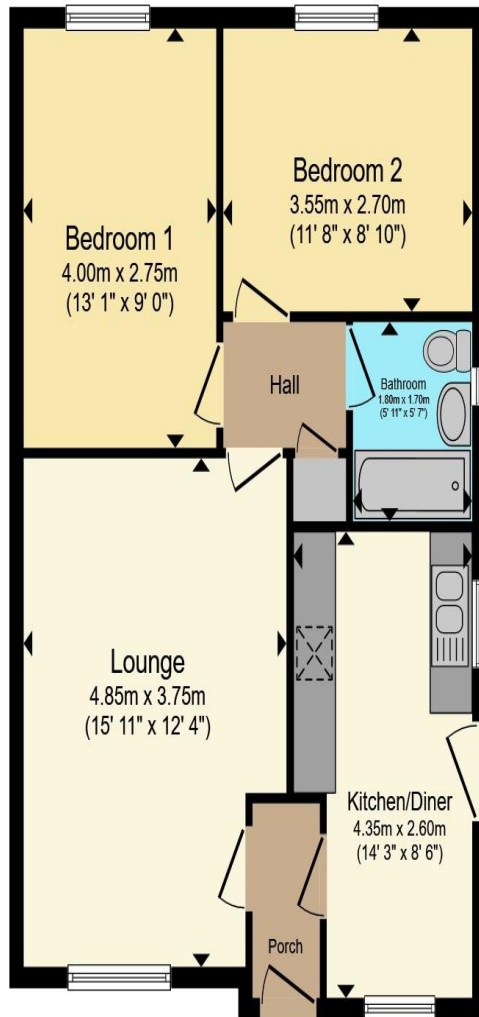 Bedroom 1
4.00m x 2.75m
(13' 1" x 9' 0")
Bedroom 2
3.55m x 2.70m
(11' 8" x 8' 10")
Hall
Bathroom
1.80m x 1.70m
(5' 11" x 5' 7")
Lounge
4.85m x 3.75m
(15' 11" x 12' 4")
Kitchen/Diner
4.35m x 2.60m
(14' 3" x 8' 6")
Porch